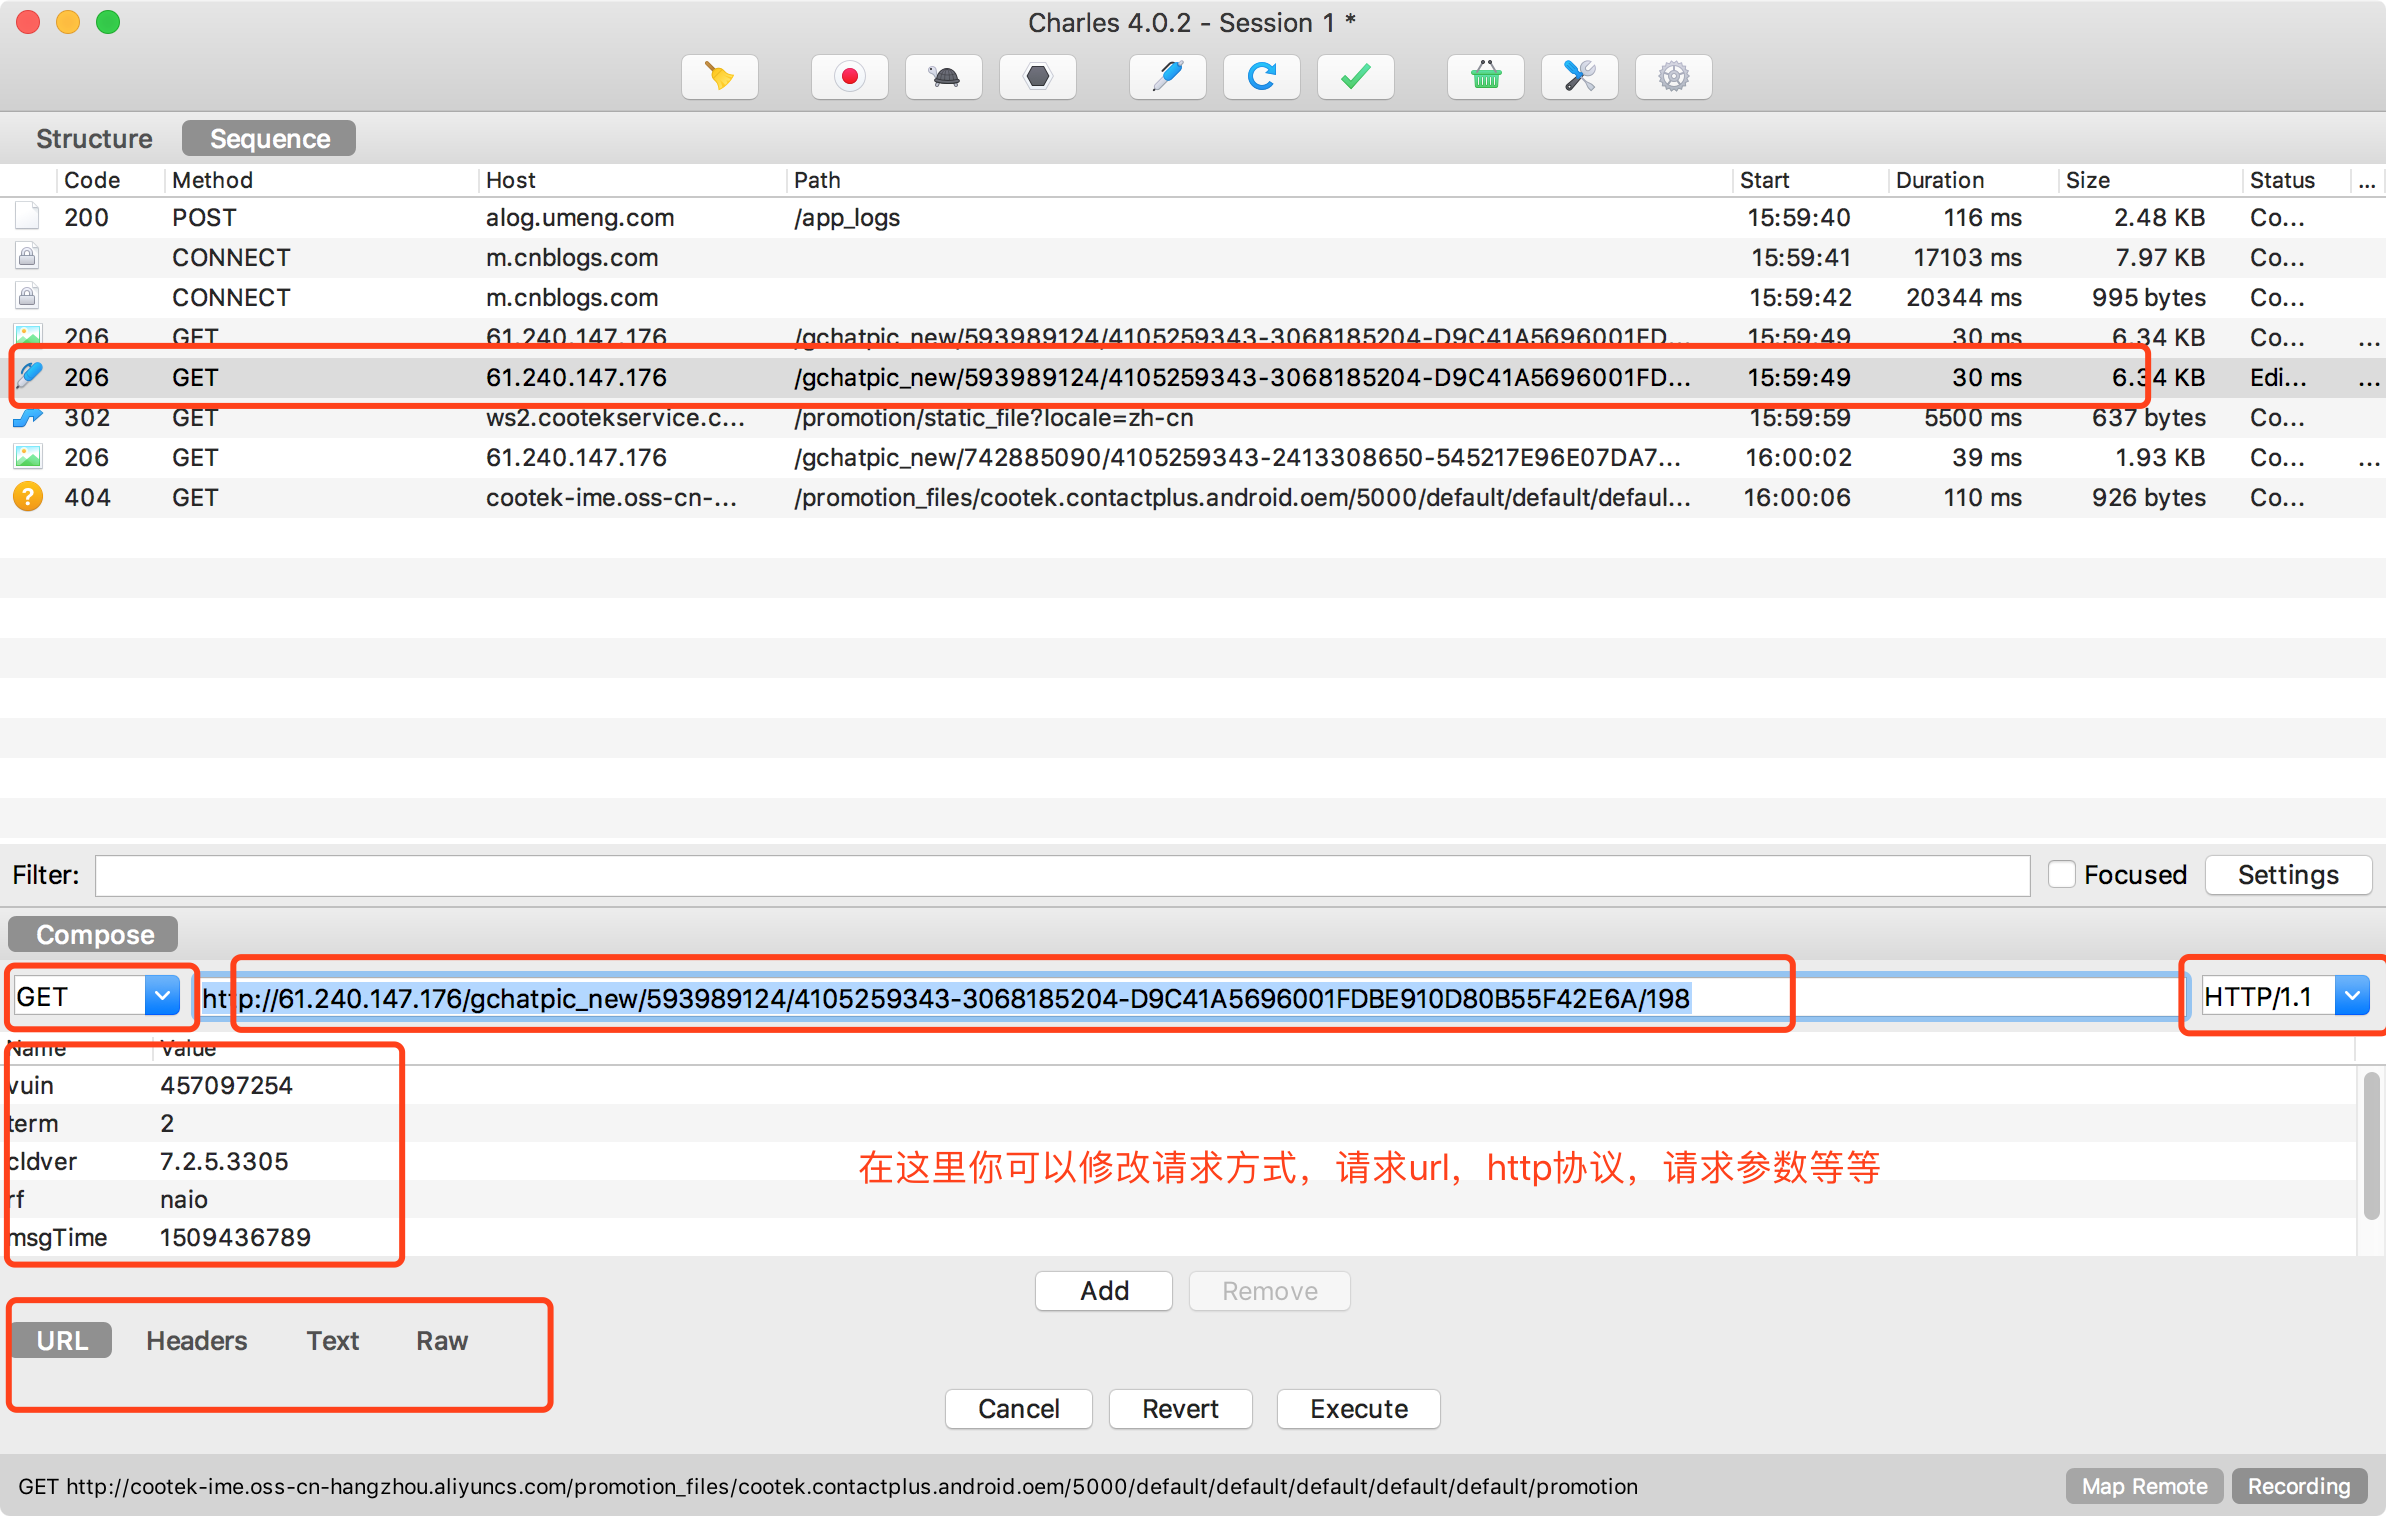 Charles 4.0.2 - Session 1 *
Structure Sequence
Code Method Host Path Start Duration Size Status ...
200 POST alog.umeng.com /app_logs 15:59:40 116 ms 2.48 KB Co...
CONNECT m.cnblogs.com 15:59:41 17103 ms 7.97 KB Co...
CONNECT m.cnblogs.com 15:59:42 20344 ms 995 bytes Co...
206 GET 61.240.147.176 /gchatpic_new/593989124/4105259343-3068185204-D9C41A5696001FD... 15:59:49 30 ms 6.34 KB Co... ...
206 GET 61.240.147.176 /gchatpic_new/593989124/4105259343-3068185204-D9C41A5696001FD... 15:59:49 30 ms 6.34 KB Edi... ...
302 GET ws2.cootekservice.c... /promotion/static_file?locale=zh-cn 15:59:59 5500 ms 637 bytes Co...
206 GET 61.240.147.176 /gchatpic_new/742885090/4105259343-2413308650-545217E96E07DA7... 16:00:02 39 ms 1.93 KB Co... ...
404 GET cootek-ime.oss-cn-... /promotion_files/cootek.contactplus.android.oem/5000/default/default/defaul... 16:00:06 110 ms 926 bytes Co...
Filter: Focused Settings
Compose
GET http://61.240.147.176/gchatpic_new/593989124/4105259343-3068185204-D9C41A5696001FDBE910D80B55F42E6A/198 HTTP/1.1
Name Value
vuin 457097254
term 2
cldver 7.2.5.3305
rf naio
msgTime 1509436789
在这里你可以修改请求方式，请求url，http协议，请求参数等等
Add Remove
URL Headers Text Raw
Cancel Revert Execute
GET http://cootek-ime.oss-cn-hangzhou.aliyuncs.com/promotion_files/cootek.contactplus.android.oem/5000/default/default/default/default/default/promotion Map Remote Recording